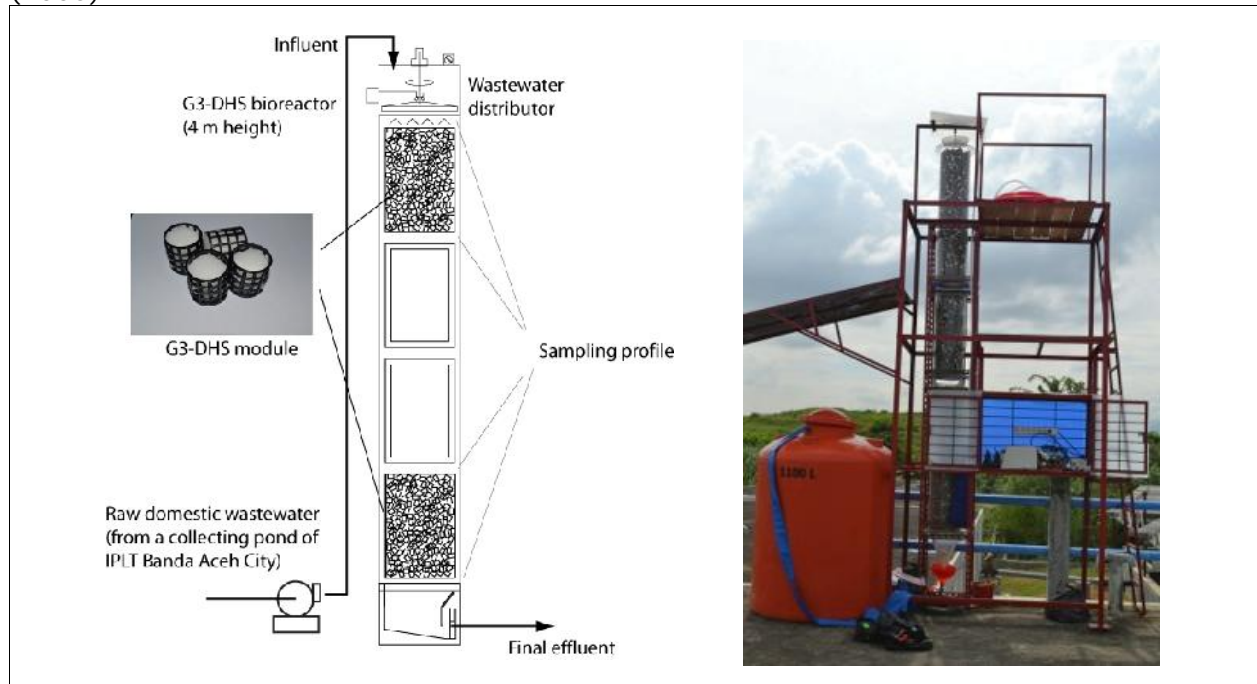 Influent
G3-DHS bioreactor
(4 m height)
Wastewater
distributor
G3-DHS module
Sampling profile
Raw domestic wastewater
(from a collecting pond of
IPLT Banda Aceh City)
Final effluent
1100 L